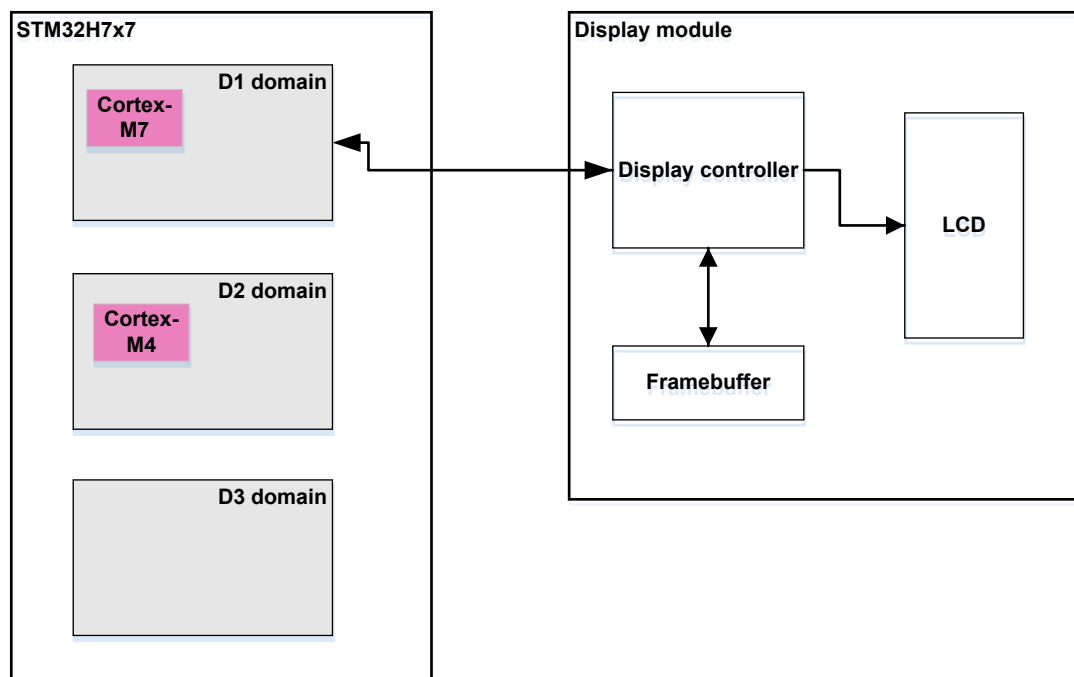 STM32H7x7
D1 domain
Cortex-
M7
D2 domain
Cortex-
M4
D3 domain
Display module
Display controller
LCD
Framebuffer